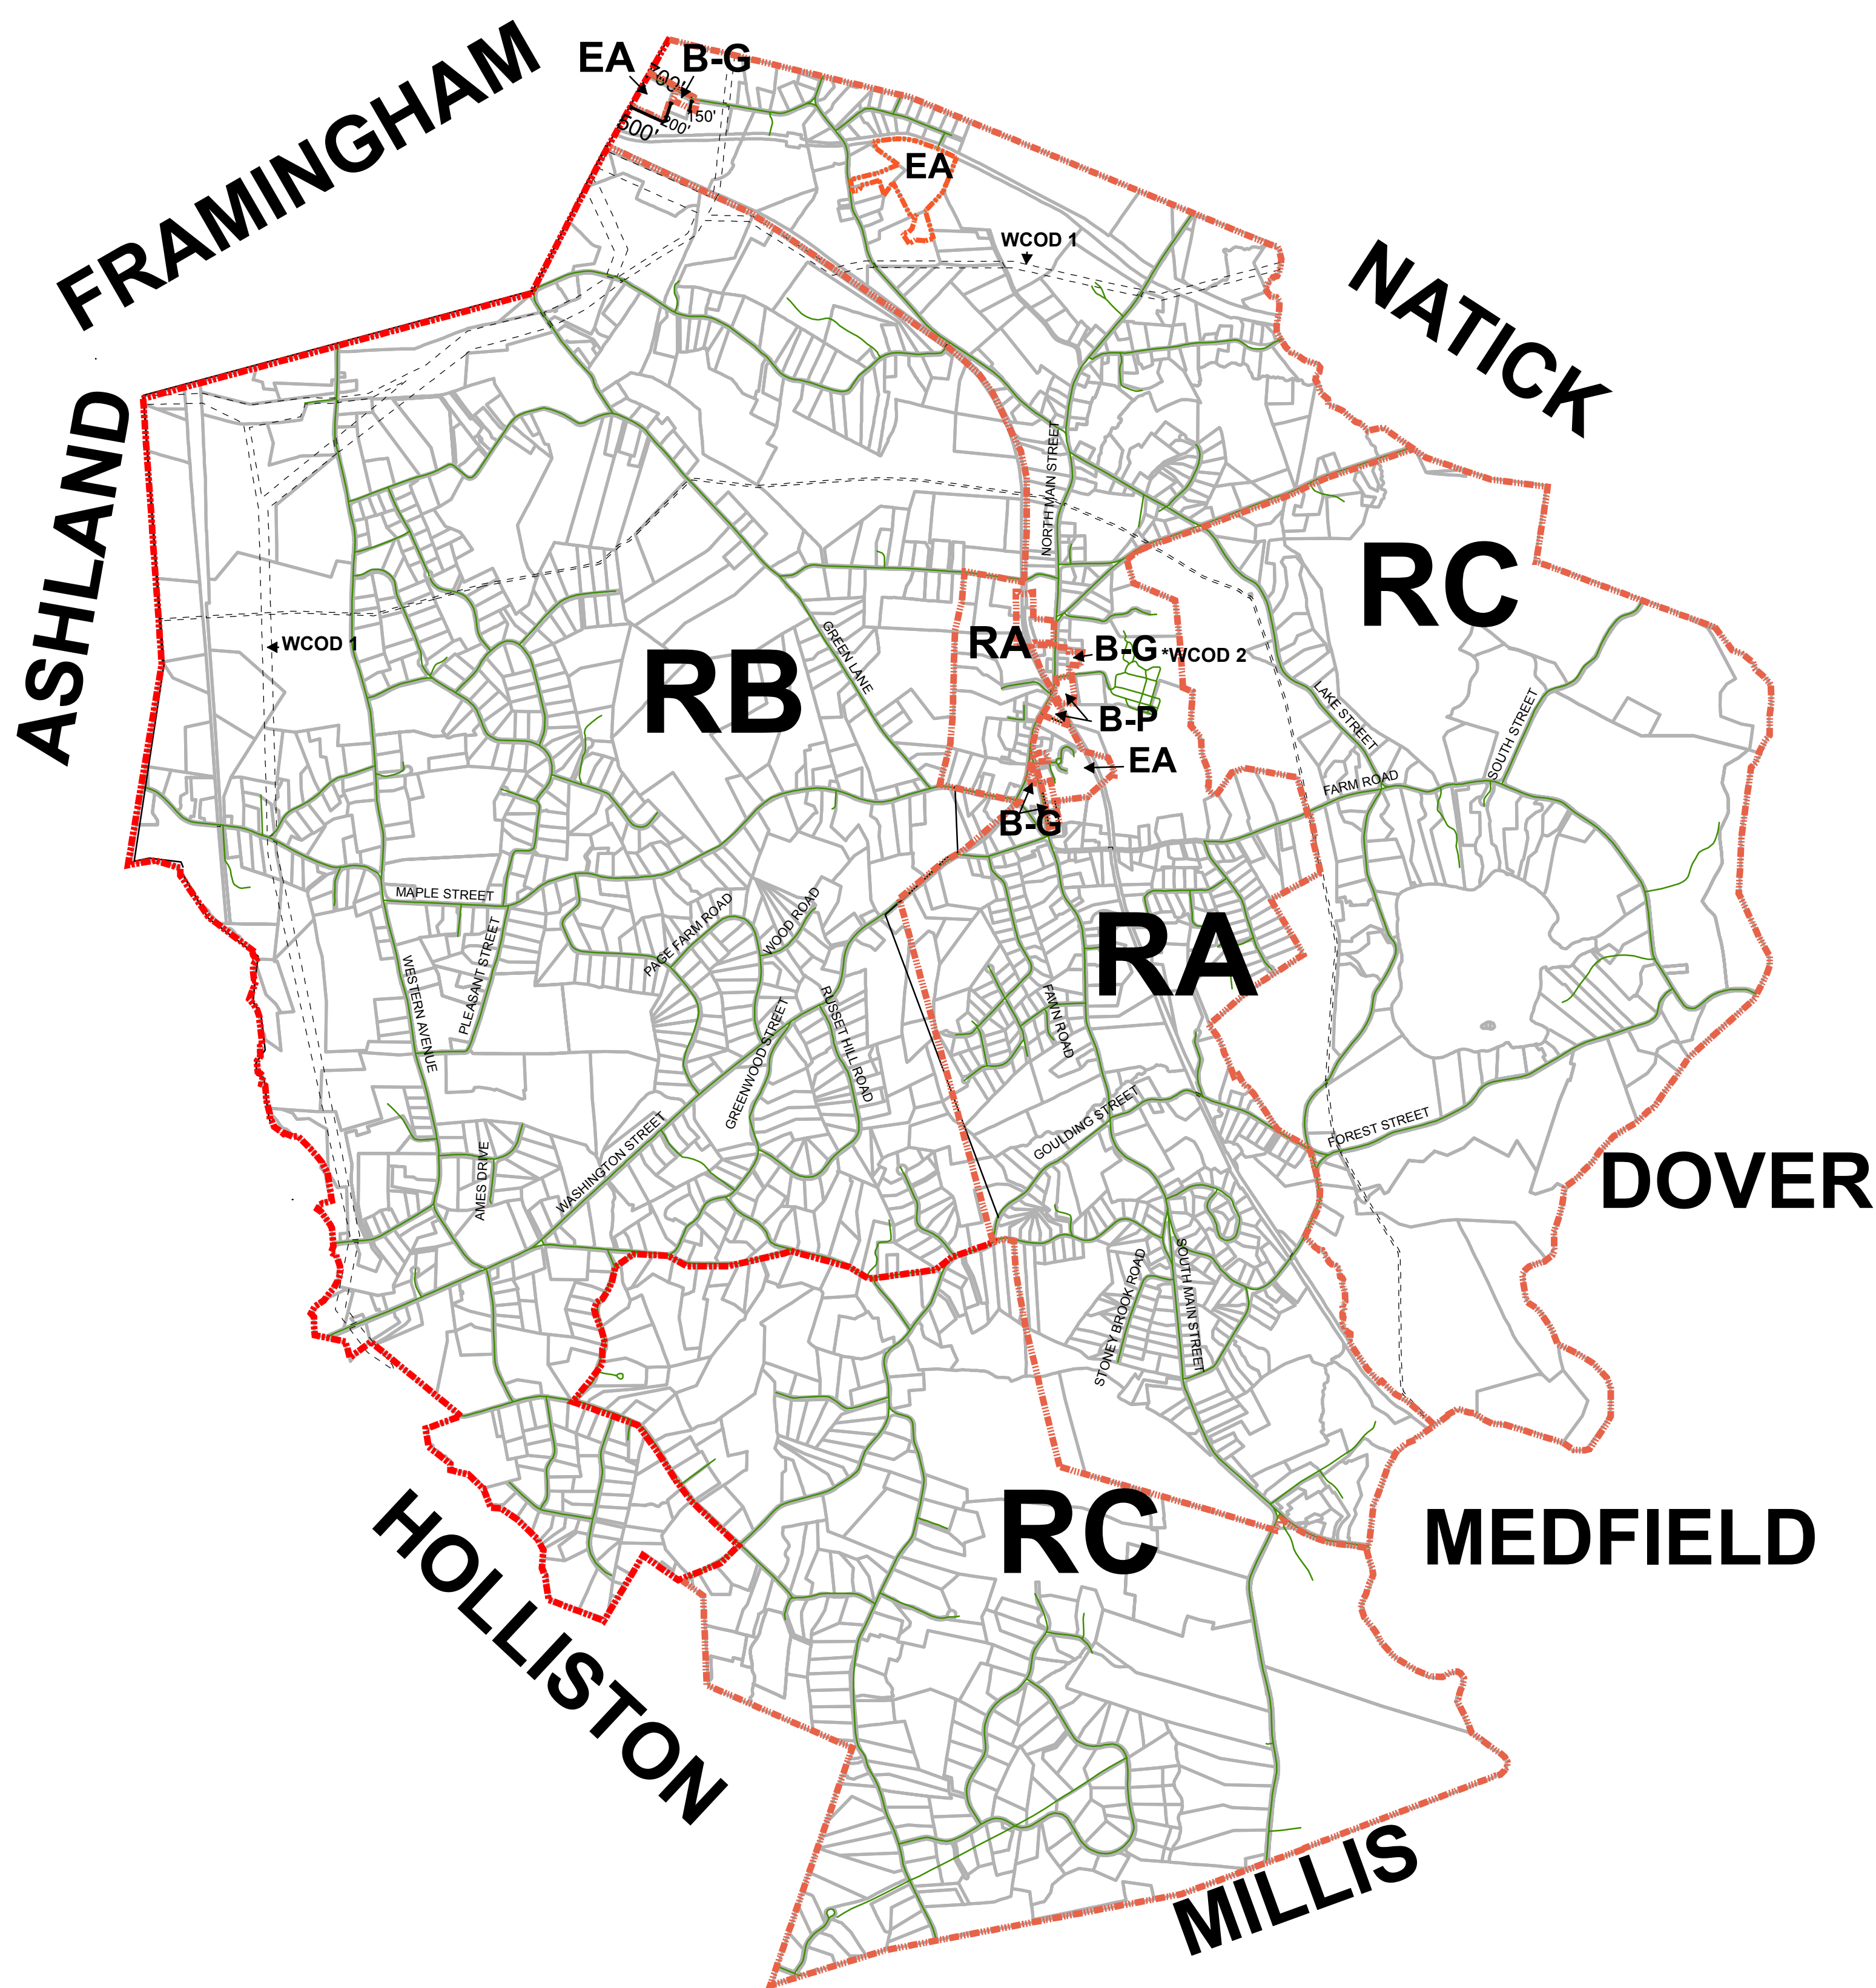 FRAMINGHAM
EA
B-G
700'
150'
200'
500'
EA
WCOD 1
NATICK
ASHLAND
NORTH MAIN STREET
RC
WCOD 1
RB
GREEN LANE
RA
B-G *WCOD 2
B-P
EA
B-G
LAKE STREET
SOUTH STREET
FARM ROAD
MAPLE STREET
PAGE FARM ROAD
WOOD ROAD
RA
WESTERN AVENUE
PLEASANT STREET
RUSSET HILL ROAD
FAWN ROAD
GREENWOOD STREET
GOULDING STREET
FOREST STREET
AMES DRIVE
WASHINGTON STREET
DOVER
STONEY BROOK ROAD
SOUTH MAIN STREET
RC
MEDFIELD
HOLLISTON
MILLIS